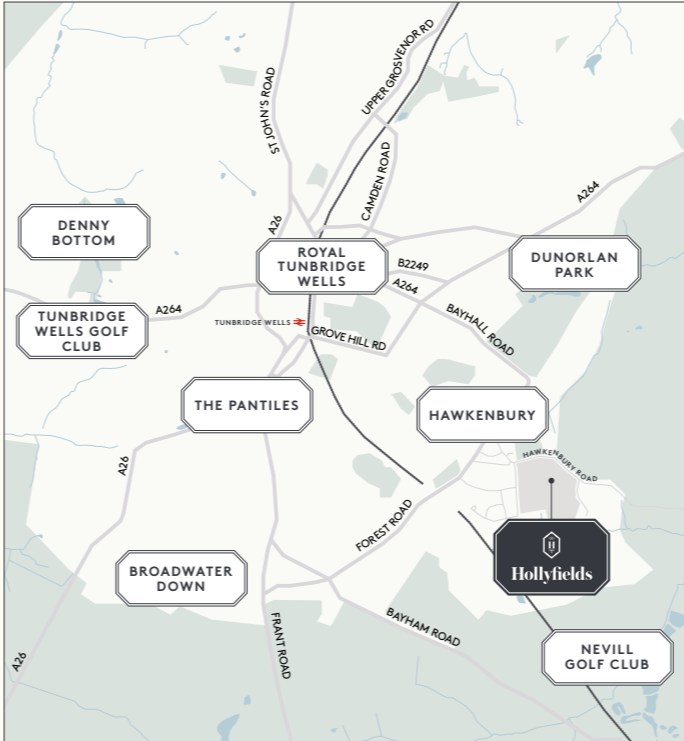 UPPER GROSVENOR RD
ST JOHN'S ROAD
CAMDEN ROAD
A264
A26
DENNY
BOTTOM
ROYAL
TUNBRIDGE
WELLS
B2249
A264
DUNORLAN
PARK
TUNBRIDGE
WELLS GOLF
CLUB
A264
TUNBRIDGE WELLS
GROVE HILL RD
BAYHALL ROAD
THE PANTILES
HAWKENBURY
A26
HAWKENBURY ROAD
FOREST ROAD
H
Hollyfields
BROADWATER
DOWN
BAYHAM ROAD
FRANT ROAD
NEVILL
GOLF CLUB
A26